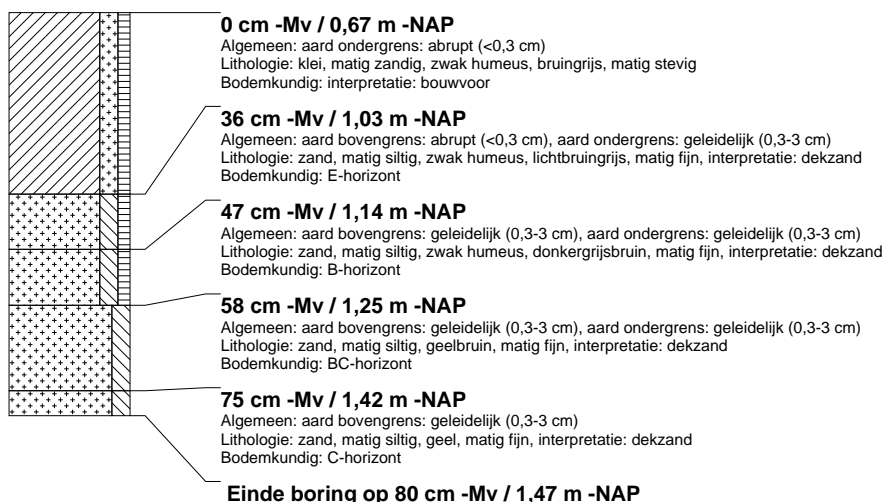 0 cm -Mv / 0,67 m -NAP
Algemeen: aard ondergrens: abrupt (<0,3 cm)
Lithologie: klei, matig zandig, zwak humeus, bruingrijs, matig stevig
Bodemkundig: interpretatie: bouwvoor
36 cm -Mv / 1,03 m -NAP
Algemeen: aard bovengrens: abrupt (<0,3 cm), aard ondergrens: geleidelijk (0,3-3 cm)
Lithologie: zand, matig siltig, zwak humeus, lichtbruingrijs, matig fijn, interpretatie: dekzand
Bodemkundig: E-horizont
47 cm -Mv / 1,14 m -NAP
Algemeen: aard bovengrens: geleidelijk (0,3-3 cm), aard ondergrens: geleidelijk (0,3-3 cm)
Lithologie: zand, matig siltig, zwak humeus, donkergrijsbruin, matig fijn, interpretatie: dekzand
Bodemkundig: B-horizont
58 cm -Mv / 1,25 m -NAP
Algemeen: aard bovengrens: geleidelijk (0,3-3 cm), aard ondergrens: geleidelijk (0,3-3 cm)
Lithologie: zand, matig siltig, geelbruin, matig fijn, interpretatie: dekzand
Bodemkundig: BC-horizont
75 cm -Mv / 1,42 m -NAP
Algemeen: aard bovengrens: geleidelijk (0,3-3 cm)
Lithologie: zand, matig siltig, geel, matig fijn, interpretatie: dekzand
Bodemkundig: C-horizont
Einde boring op 80 cm -Mv / 1,47 m -NAP